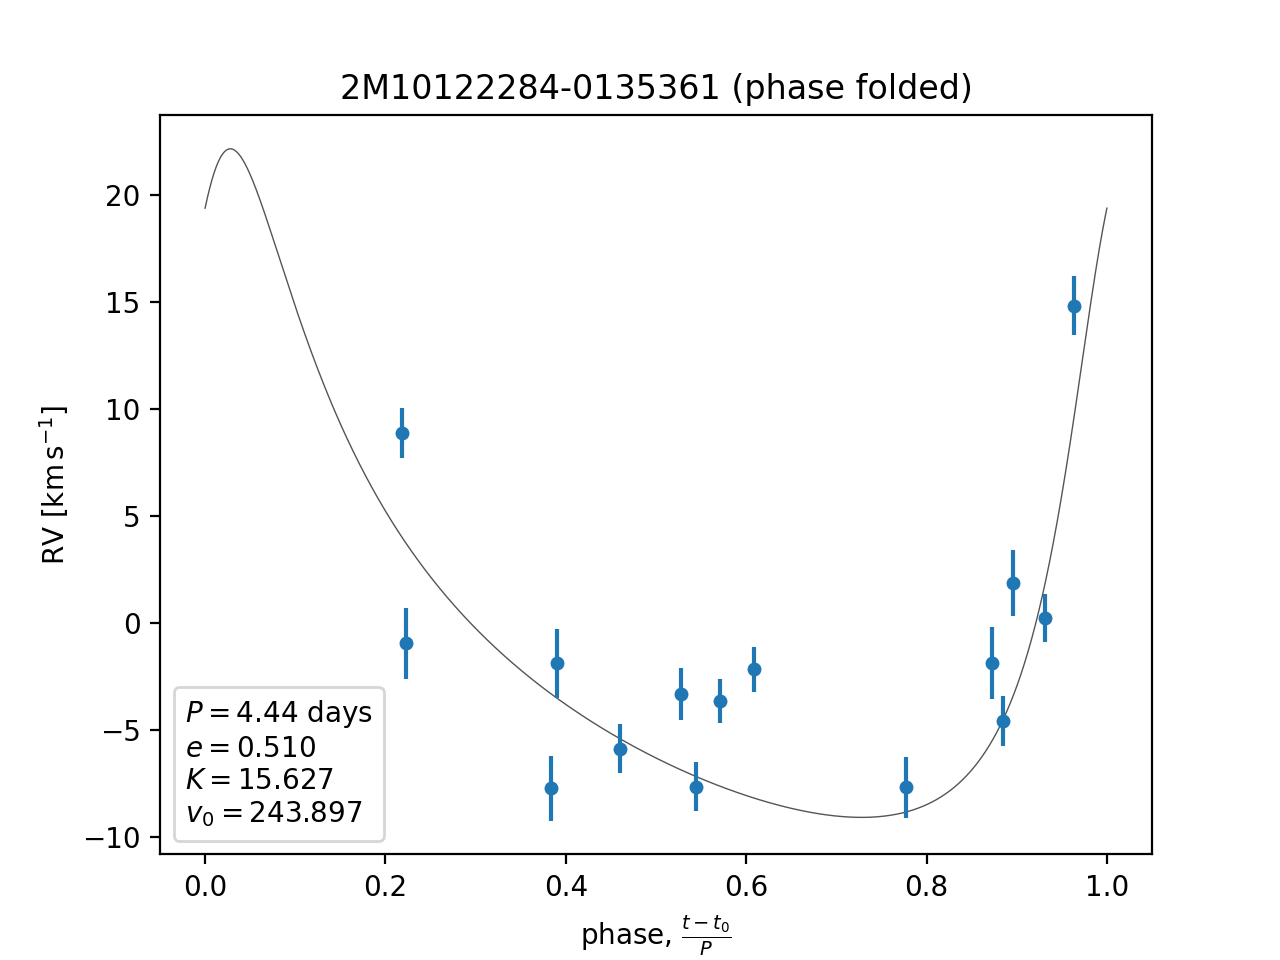 2M10122284-0135361 (phase folded)
RV [km s⁻¹]
20
15
10
5
0
−5
−10
P = 4.44 days
e = 0.510
K = 15.627
v₀ = 243.897
0.0 0.2 0.4 0.6 0.8 1.0
phase, (t − t₀)/P